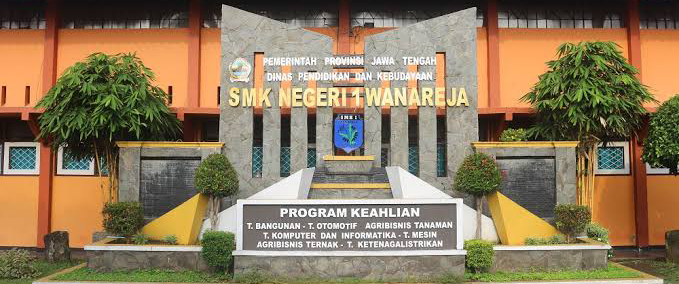 PEMERINTAH PROVINSI JAWA TENGAH
DINAS PENDIDIKAN DAN KEBUDAYAAN
SMK NEGERI 1 WANAREJA
PROGRAM KEAHLIAN
T. BANGUNAN - T. OTOMOTIF AGRIBISNIS TANAMAN
T. KOMPUTER DAN INFORMATIKA - T. MESIN
AGRIBISNIS TERNAK - T. KETENAGALISTRIKAN